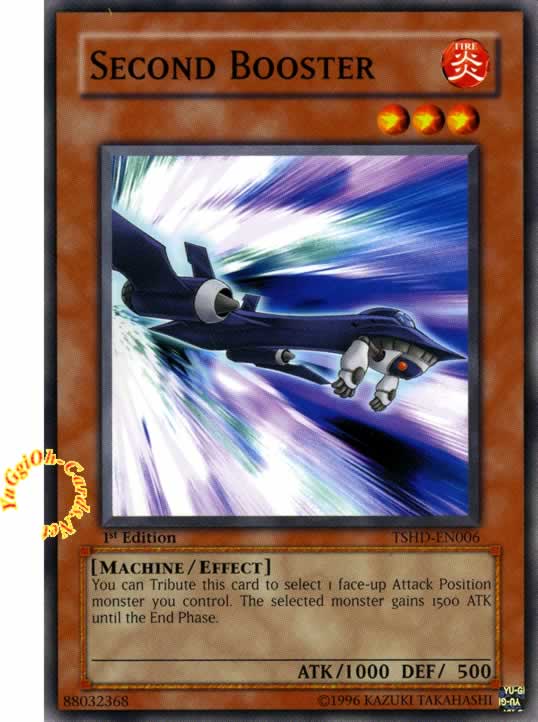 SECOND BOOSTER
FIRE
炎
YuGgiOh-Cards.Net
1st Edition
TSHD-EN006
[MACHINE / EFFECT]
You can Tribute this card to select 1 face-up Attack Position
monster you control. The selected monster gains 1500 ATK
until the End Phase.
ATK/1000 DEF/ 500
88032368
©1996 KAZUKI TAKAHASHI